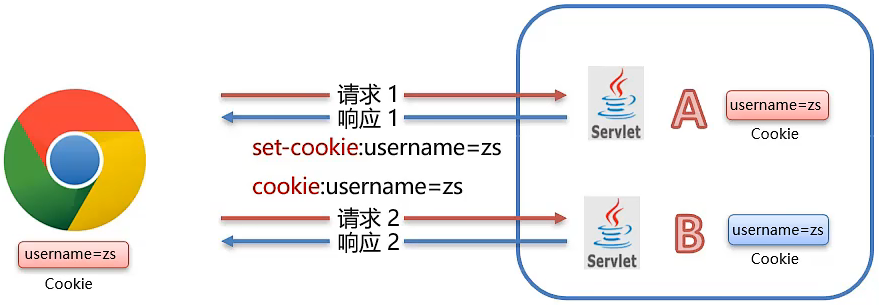 请求 1
响应 1
Servlet
A
username=zs
Cookie
set-cookie:username=zs
cookie:username=zs
请求 2
响应 2
Servlet
B
username=zs
Cookie
username=zs
Cookie